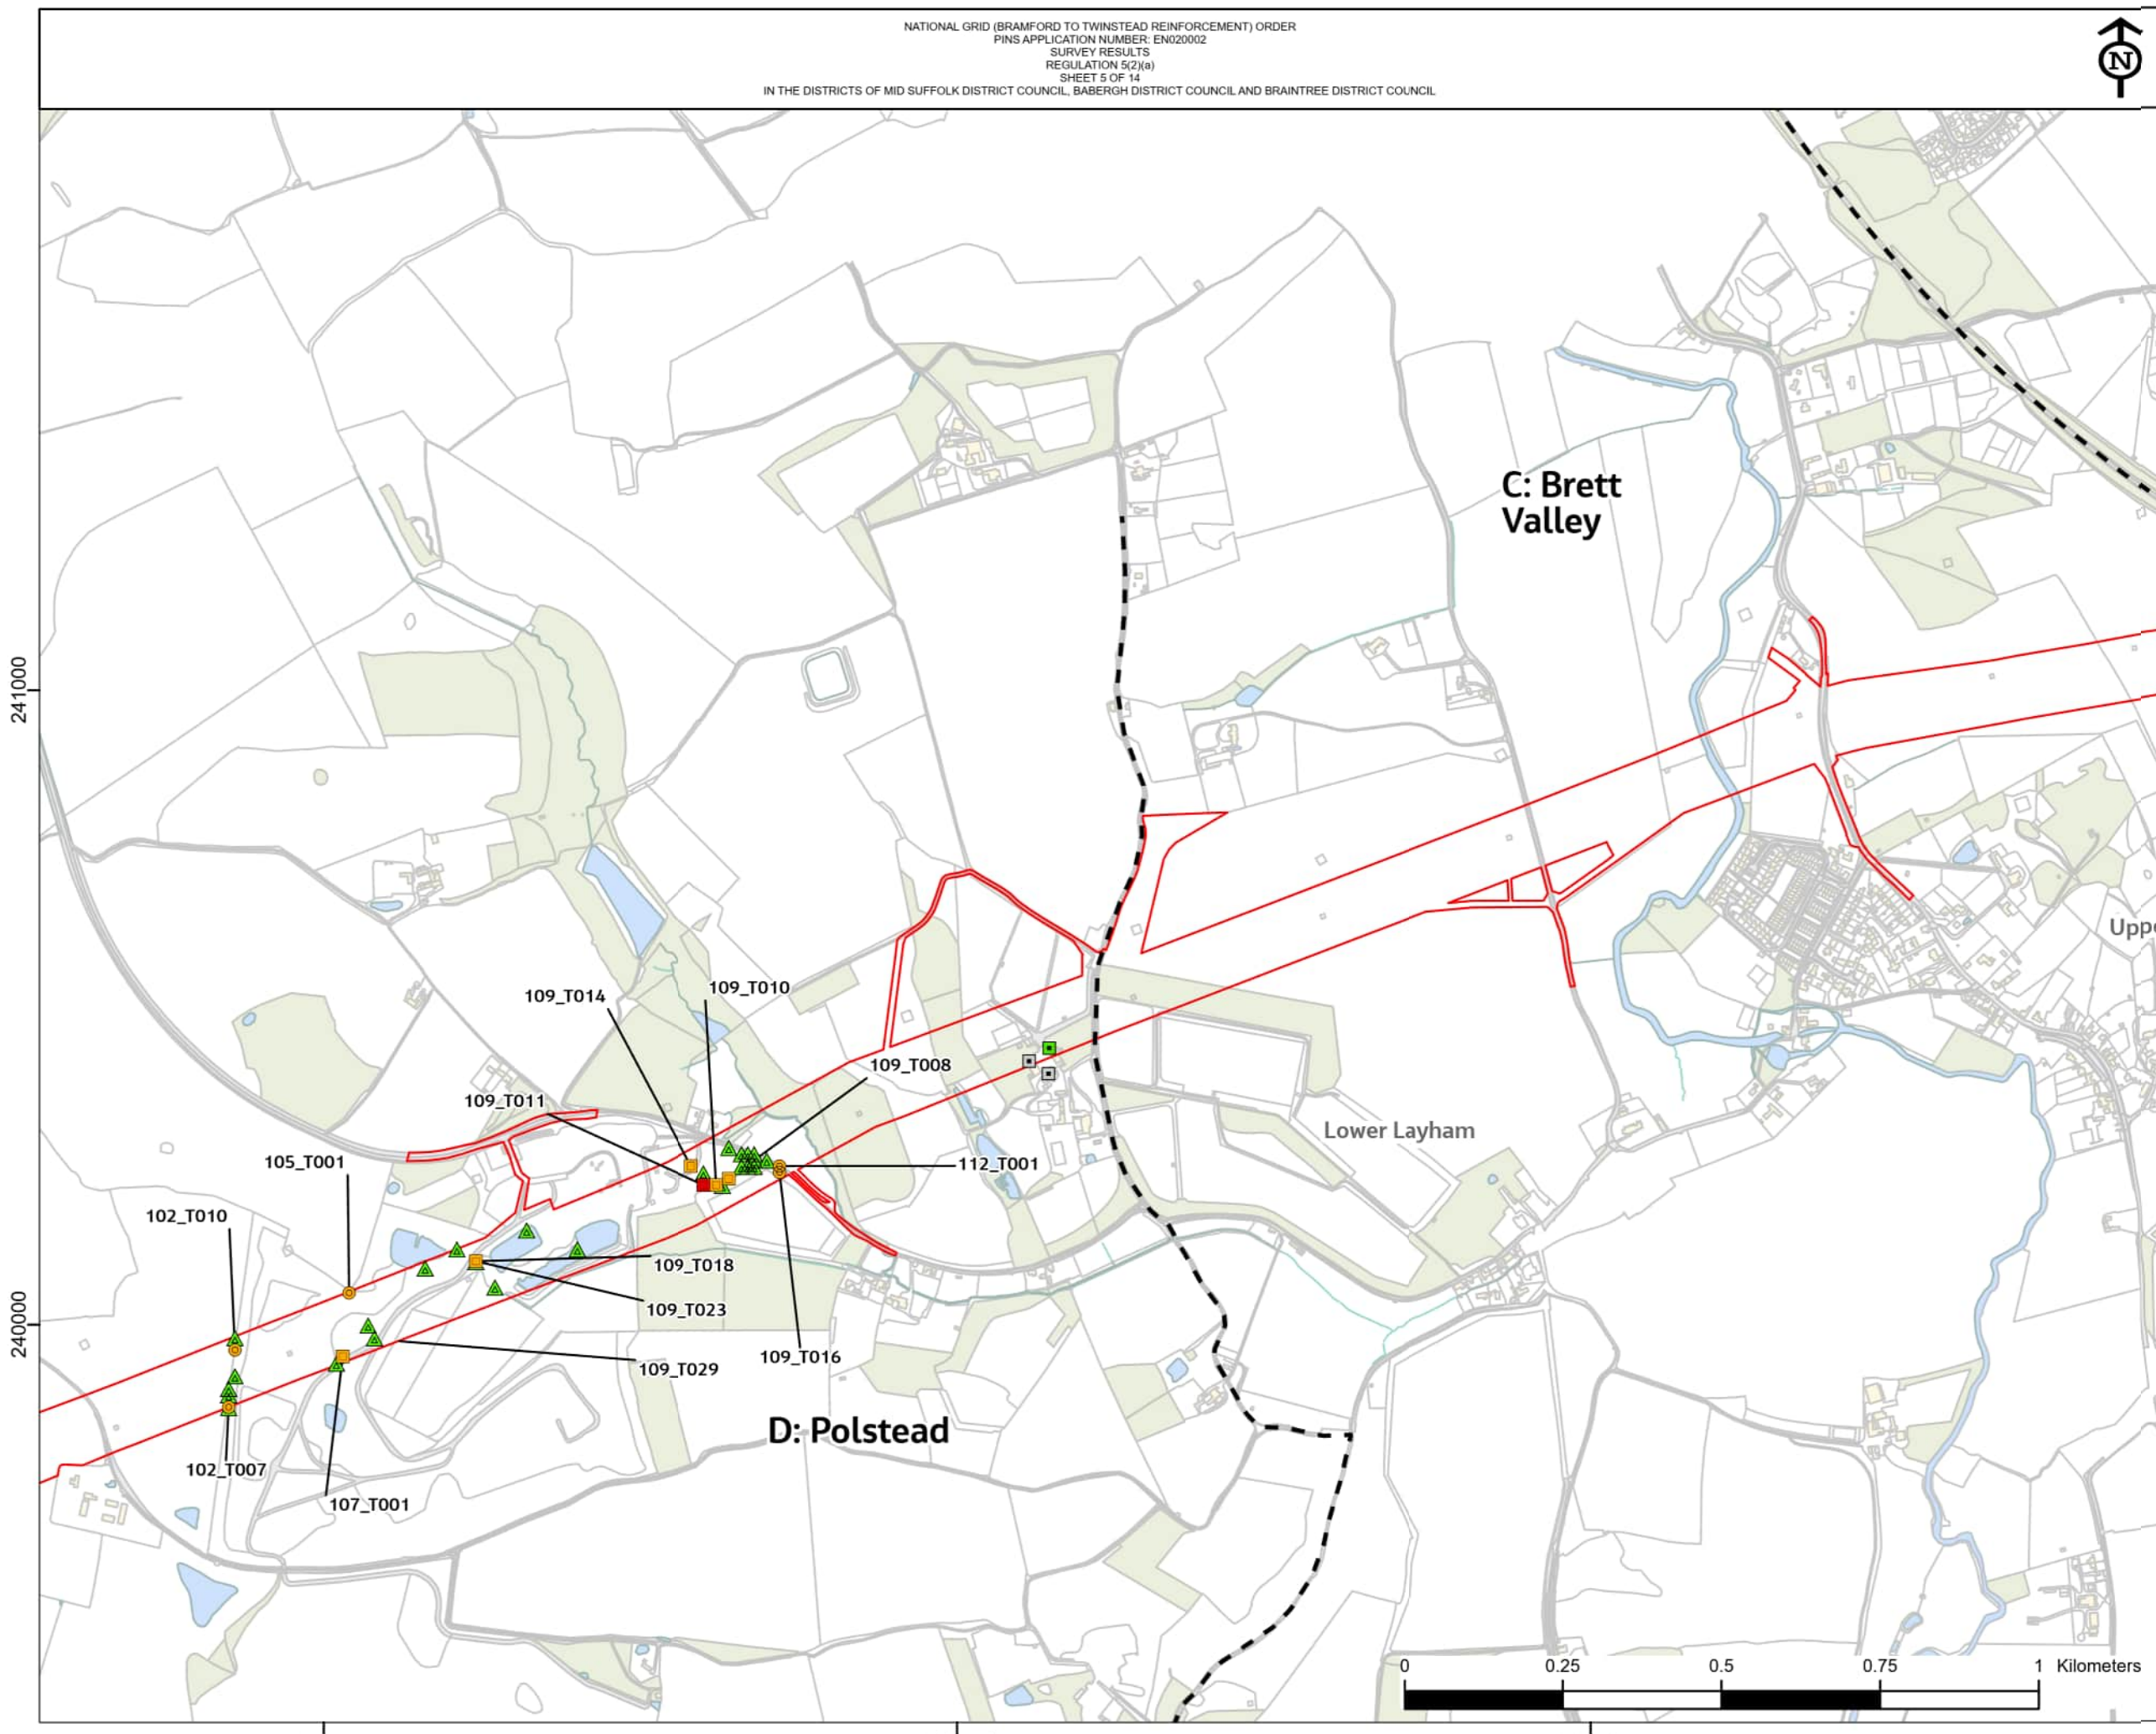 NATIONAL GRID (BRAMFORD TO TWINSTEAD REINFORCEMENT) ORDER
PINS APPLICATION NUMBER: EN020002
SURVEY RESULTS
REGULATION 5(2)(a)
SHEET 5 OF 14
IN THE DISTRICTS OF MID SUFFOLK DISTRICT COUNCIL, BABERGH DISTRICT COUNCIL AND BRAINTREE DISTRICT COUNCIL
N
C: Brett
Valley
241000
Upp
109_T014
109_T010
109_T008
109_T011
Lower Layham
105_T001
112_T001
102_T010
109_T018
109_T023
240000
109_T016
109_T029
D: Polstead
102_T007
107_T001
0 0.25 0.5 0.75 1 Kilometers